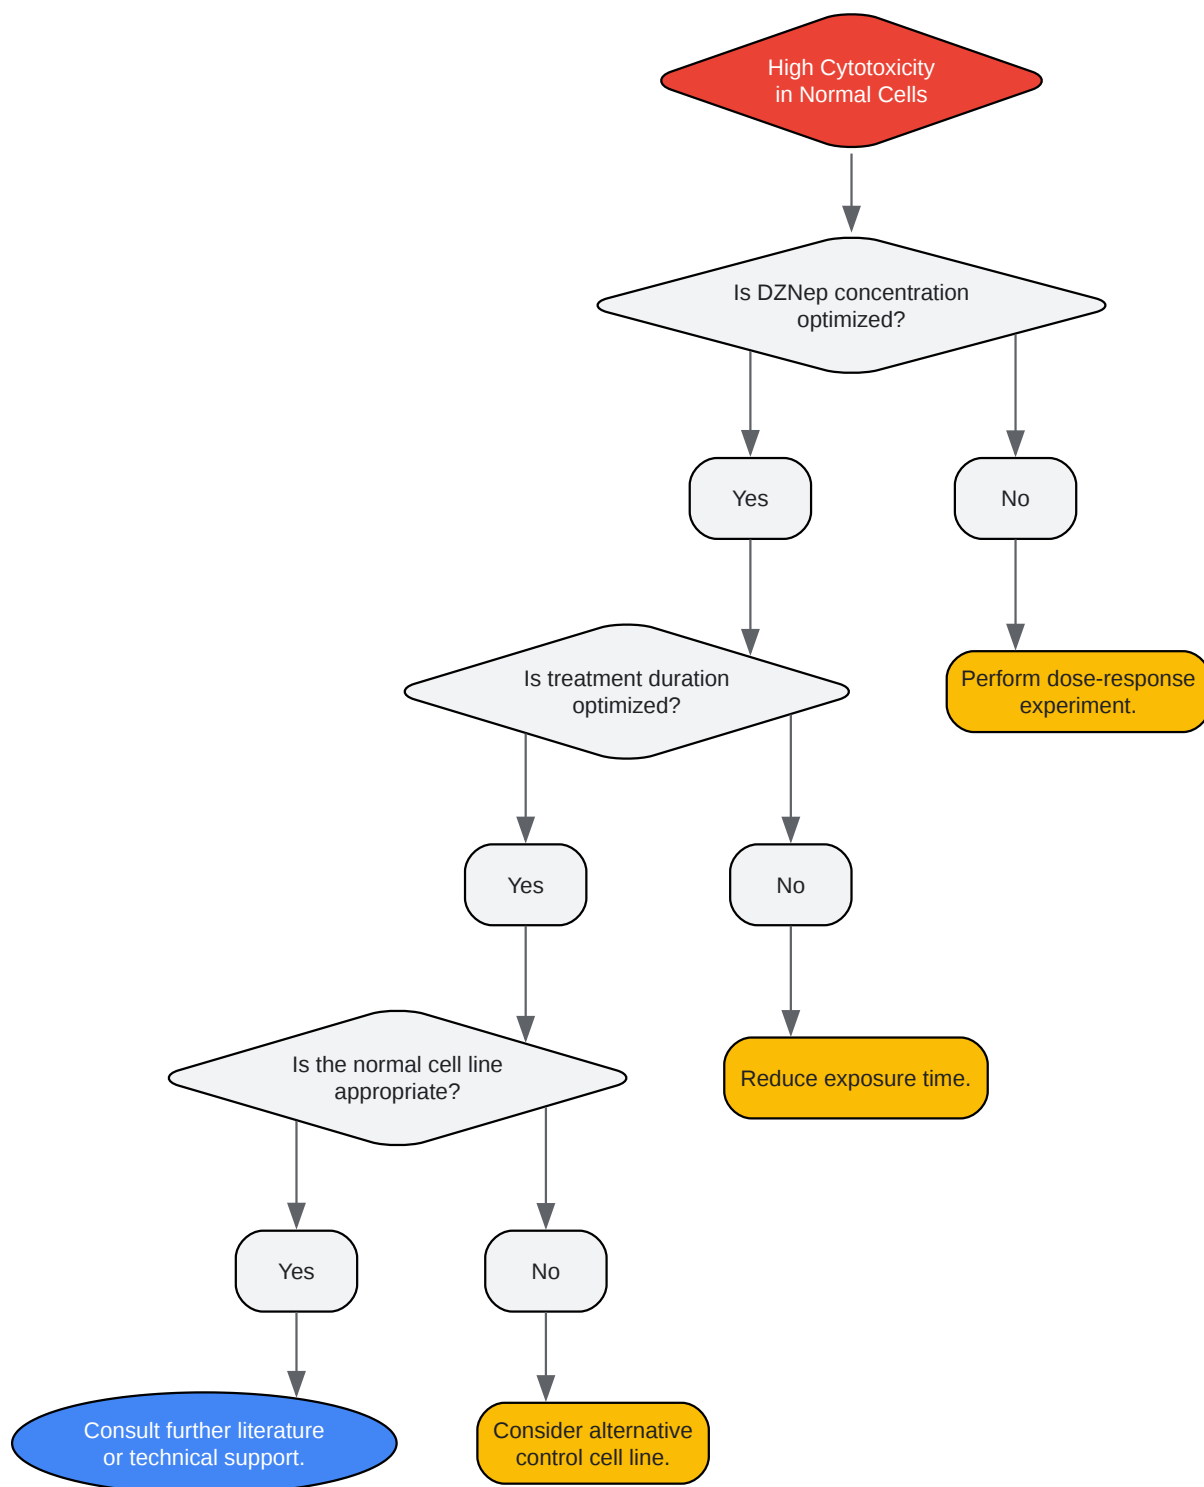 High Cytotoxicity
in Normal Cells
Is DZNep concentration
optimized?
Yes
No
Is treatment duration
optimized?
Perform dose-response
experiment.
Yes
No
Is the normal cell line
appropriate?
Reduce exposure time.
Yes
No
Consult further literature
or technical support.
Consider alternative
control cell line.